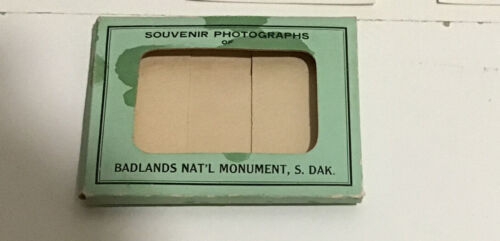 SOUVENIR PHOTOGRAPHS
OF
BADLANDS NAT'L MONUMENT, S. DAK.